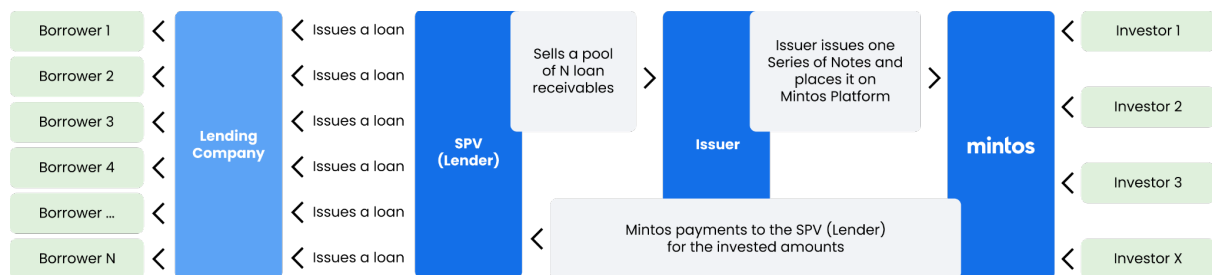 Borrower 1
Borrower 2
Borrower 3
Borrower 4
Borrower ...
Borrower N
Lending
Company
Issues a loan
Issues a loan
Issues a loan
Issues a loan
Issues a loan
Issues a loan
SPV
(Lender)
Sells a pool
of N loan
receivables
Issuer
Issuer issues one
Series of Notes and
places it on
Mintos Platform
Mintos payments to the SPV (Lender)
for the invested amounts
mintos
Investor 1
Investor 2
Investor 3
Investor X